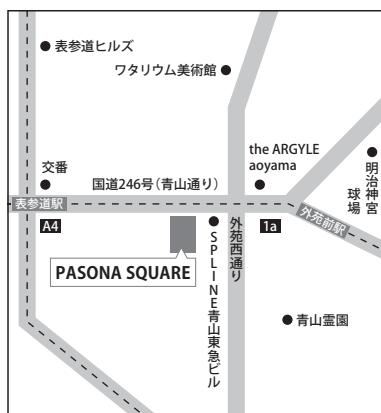 表参道ヒルズ
ワタリウム美術館
the ARGYLE
aoyama
明治神宮
球場
交番
国道246号（青山通り）
表参道駅
A4
1a
外苑前駅
PASONA SQUARE
SPLINE青山東急ビル
外苑西通り
青山霊園